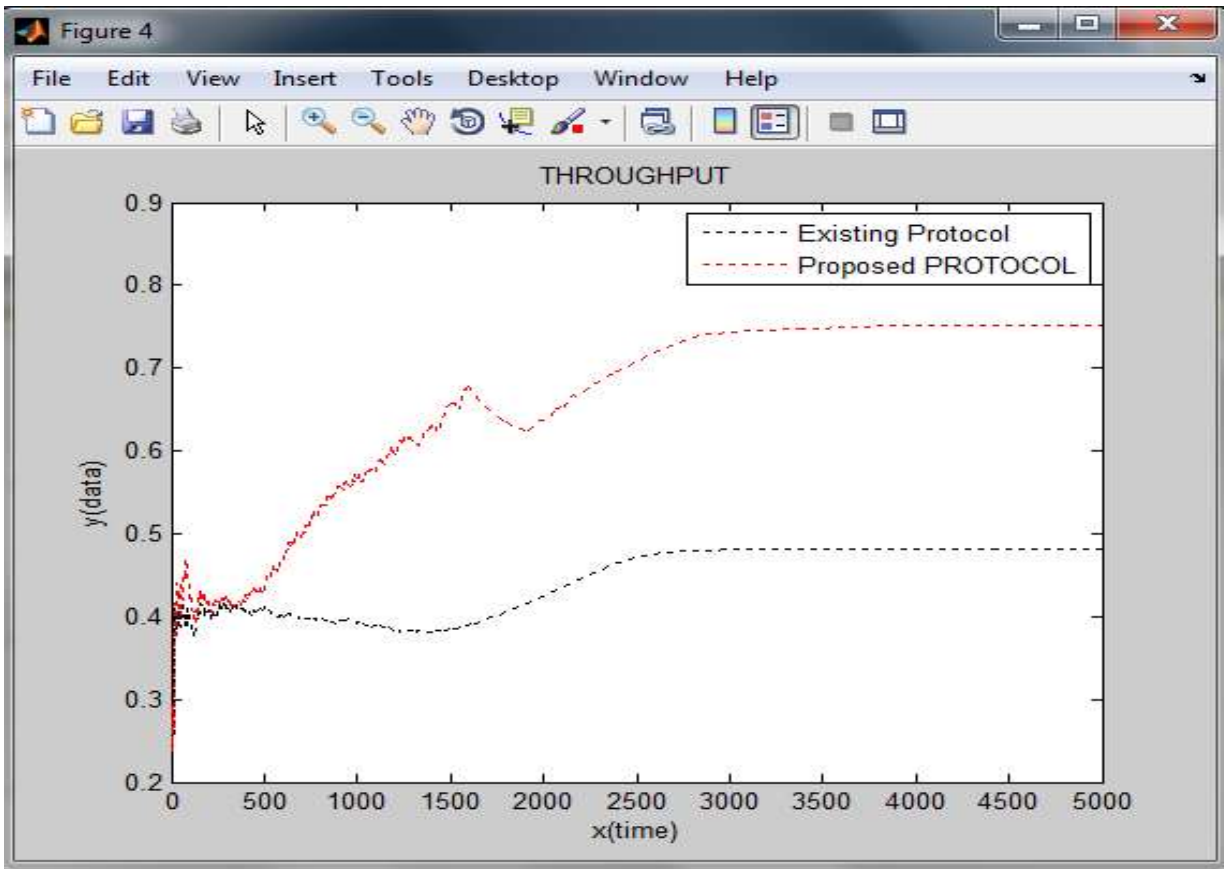 Figure 4
File Edit View Insert Tools Desktop Window Help
THROUGHPUT
Existing Protocol
Proposed PROTOCOL
y(data)
0.9
0.8
0.7
0.6
0.5
0.4
0.3
0.2
0 500 1000 1500 2000 2500 3000 3500 4000 4500 5000
x(time)